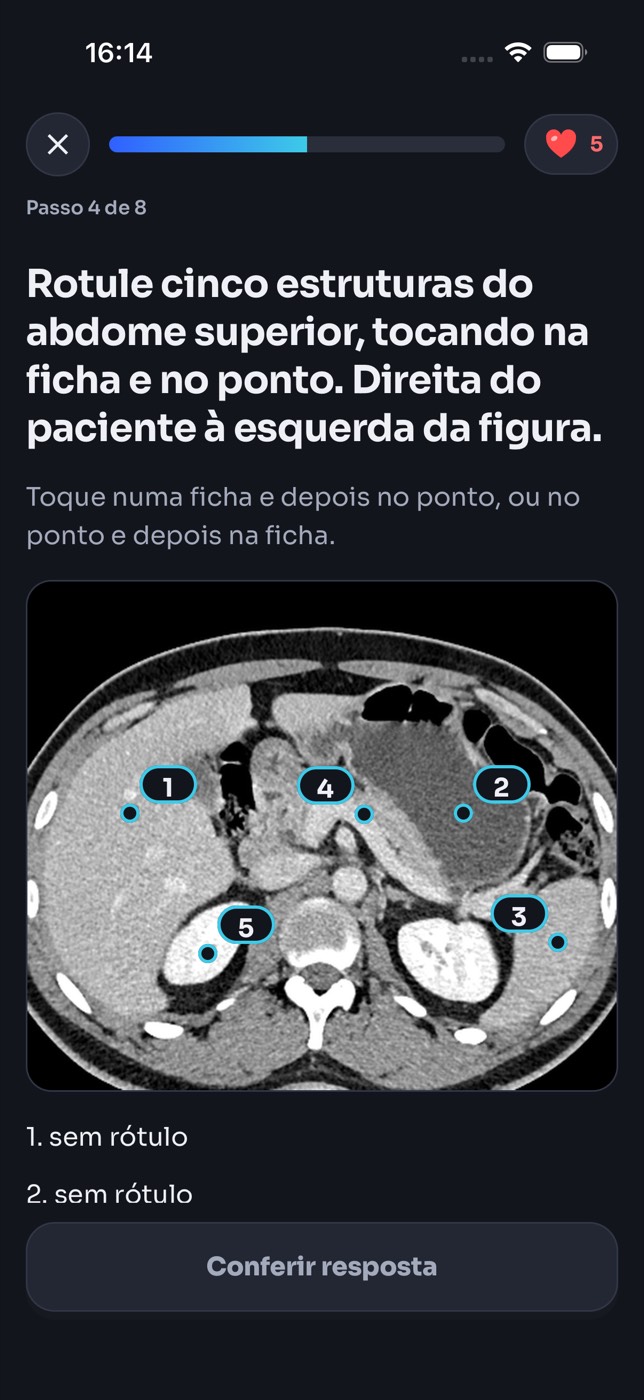 16:14
5
Passo 4 de 8
Rotule cinco estruturas do
abdome superior, tocando na
ficha e no ponto. Direita do
paciente à esquerda da figura.
Toque numa ficha e depois no ponto, ou no
ponto e depois na ficha.
1
4
2
3
5
1. sem rótulo
2. sem rótulo
Conferir resposta